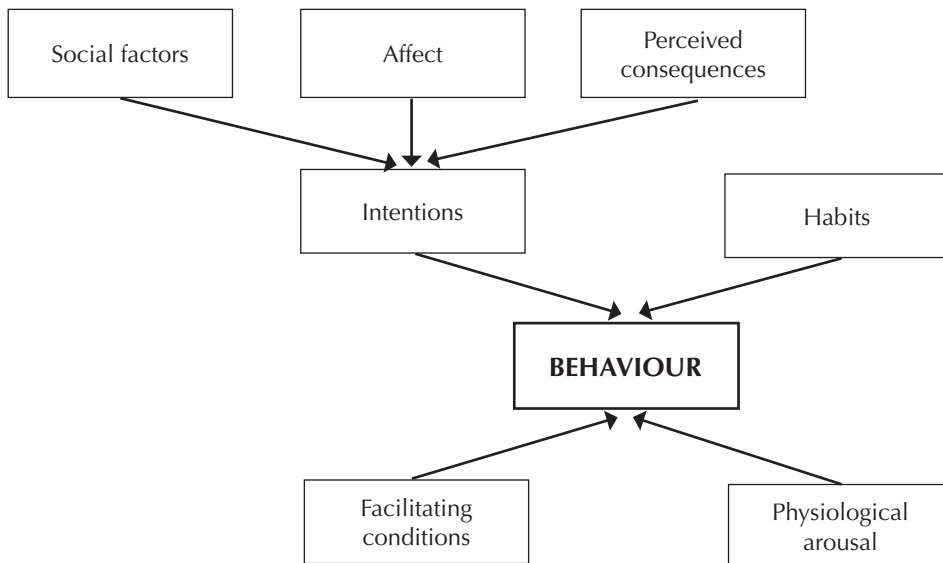 Social factors
Affect
Perceived
consequences
Intentions
Habits
BEHAVIOUR
Facilitating
conditions
Physiological
arousal